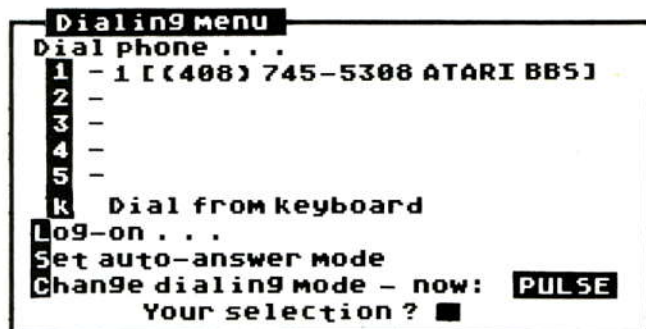 Dialing Menu
Dial phone . . .
1 - 1 [(408) 745-5308 ATARI BBS]
2 -
3 -
4 -
5 -
K Dial from keyboard
Log-on . . .
Set auto-answer mode
Change dialing mode - now: PULSE
Your selection ?